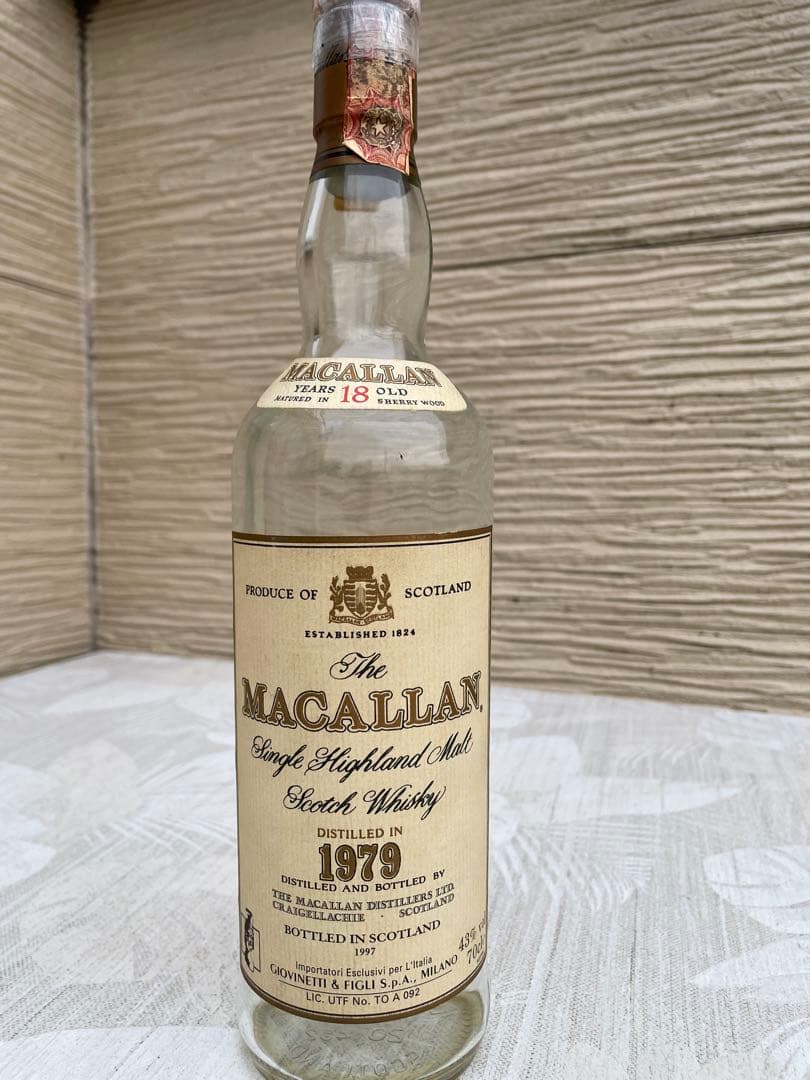 MACALLAN
YEARS 18 OLD
MATURED IN SHERRY WOOD
PRODUCE OF SCOTLAND
ESTABLISHED 1824
The
MACALLAN
Single Highland Malt
Scotch Whisky
DISTILLED IN
1979
DISTILLED AND BOTTLED BY
THE MACALLAN DISTILLERS LTD.
CRAIGELLACHIE · SCOTLAND
BOTTLED IN SCOTLAND
1997
43% vol
70cl
Importatori Esclusivi per L'Italia
GIOVINETTI & FIGLI S.p.A., MILANO
LIC. UTF No. TO A 092